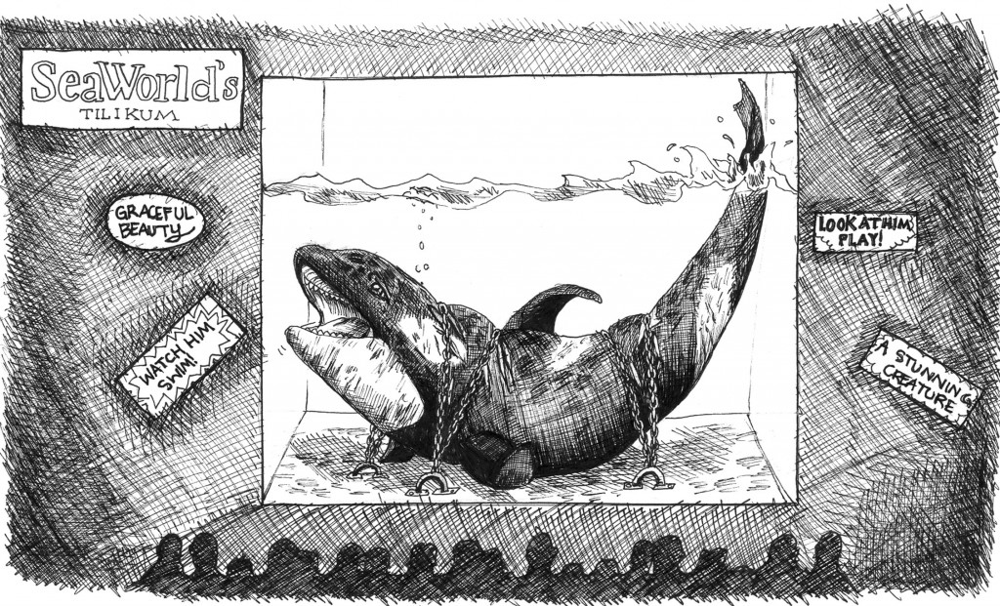 SeaWorld's
TILIKUM
GRACEFUL
BEAUTY
WATCH HIM
SWIM!
LOOK AT HIM
PLAY!
A STUNNING
CREATURE